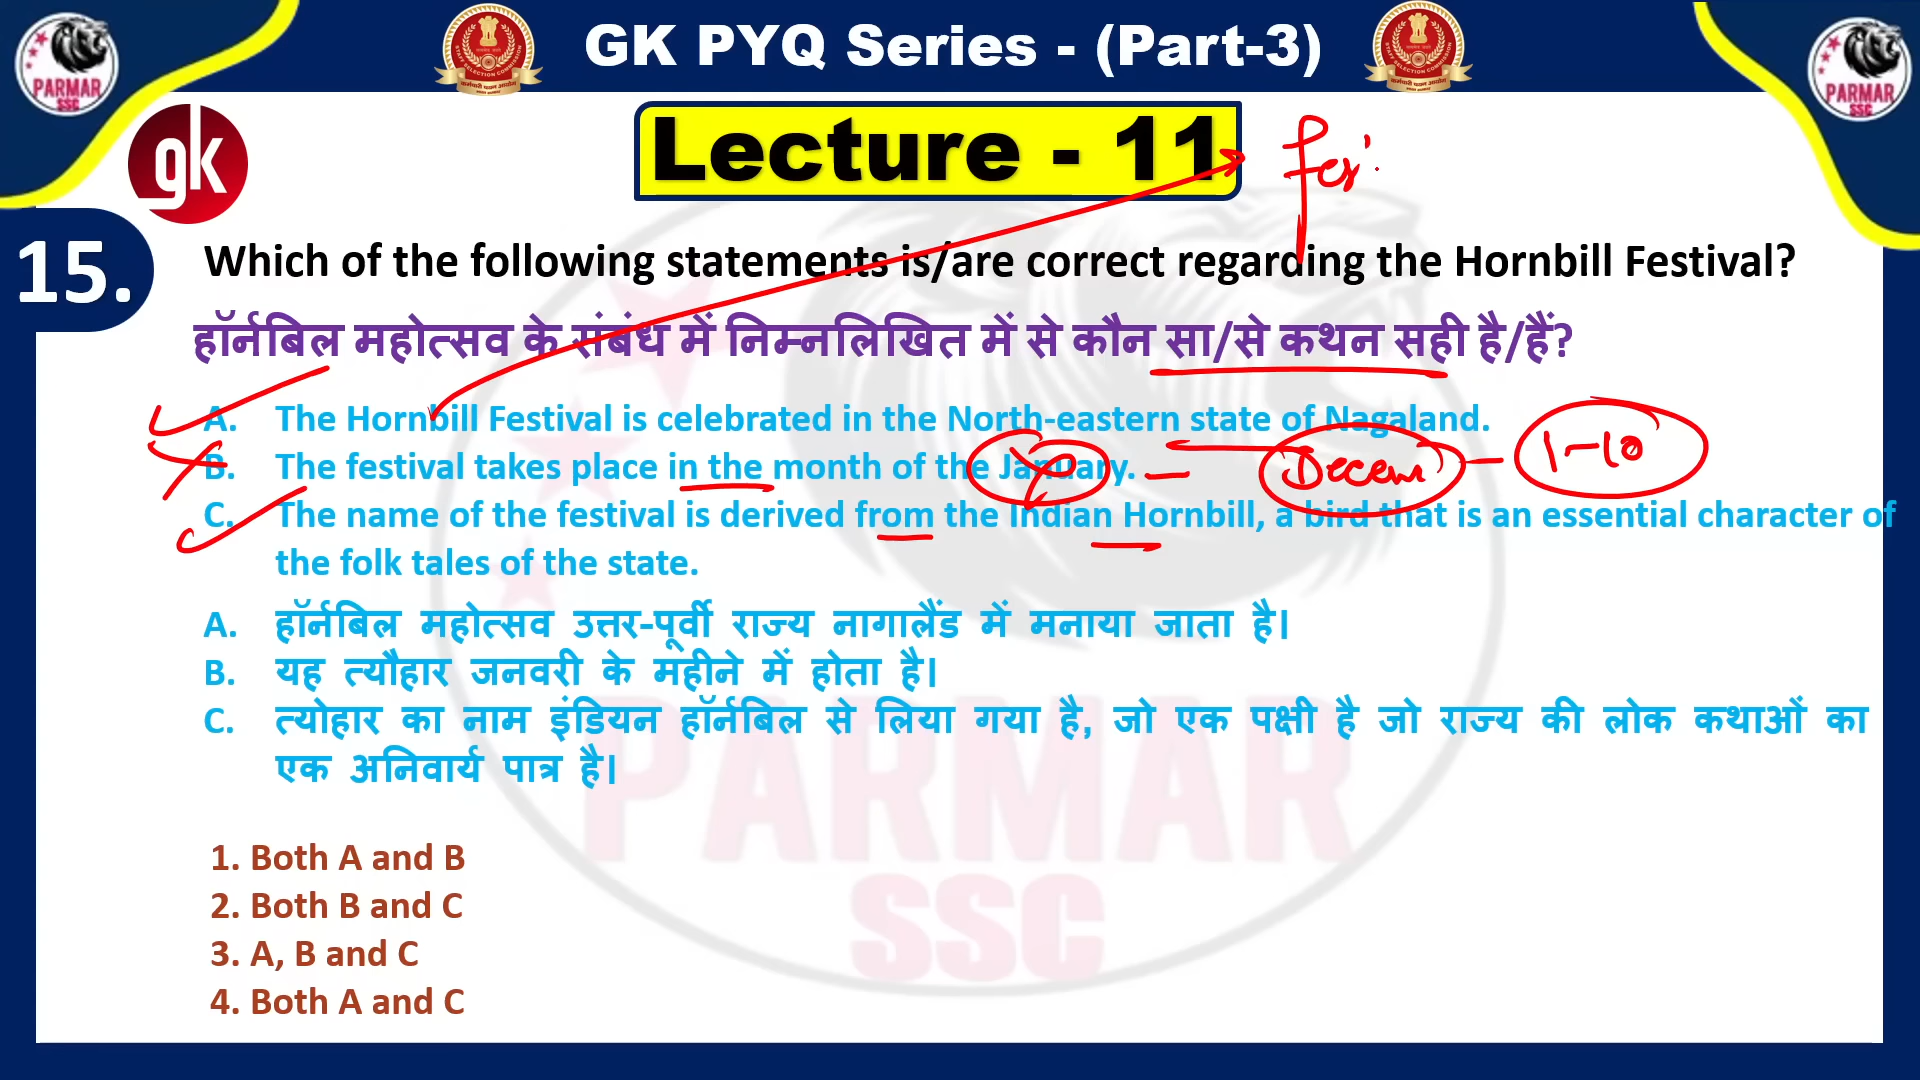 PARMAR
SSC
GK PYQ Series - (Part-3)
PARMAR
SSC
gk
Lecture - 11
15.
Which of the following statements is/are correct regarding the Hornbill Festival?
हॉर्नबिल महोत्सव के संबंध में निम्नलिखित में से कौन सा/से कथन सही है/हैं?
A. The Hornbill Festival is celebrated in the North-eastern state of Nagaland.
B. The festival takes place in the month of the January.
Decem
1-10
C. The name of the festival is derived from the Indian Hornbill, a bird that is an essential character of
the folk tales of the state.
A. हॉर्नबिल महोत्सव उत्तर-पूर्वी राज्य नागालैंड में मनाया जाता है।
B. यह त्यौहार जनवरी के महीने में होता है।
C. त्योहार का नाम इंडियन हॉर्नबिल से लिया गया है, जो एक पक्षी है जो राज्य की लोक कथाओं का
एक अनिवार्य पात्र है।
PARMAR
SSC
1. Both A and B
2. Both B and C
3. A, B and C
4. Both A and C